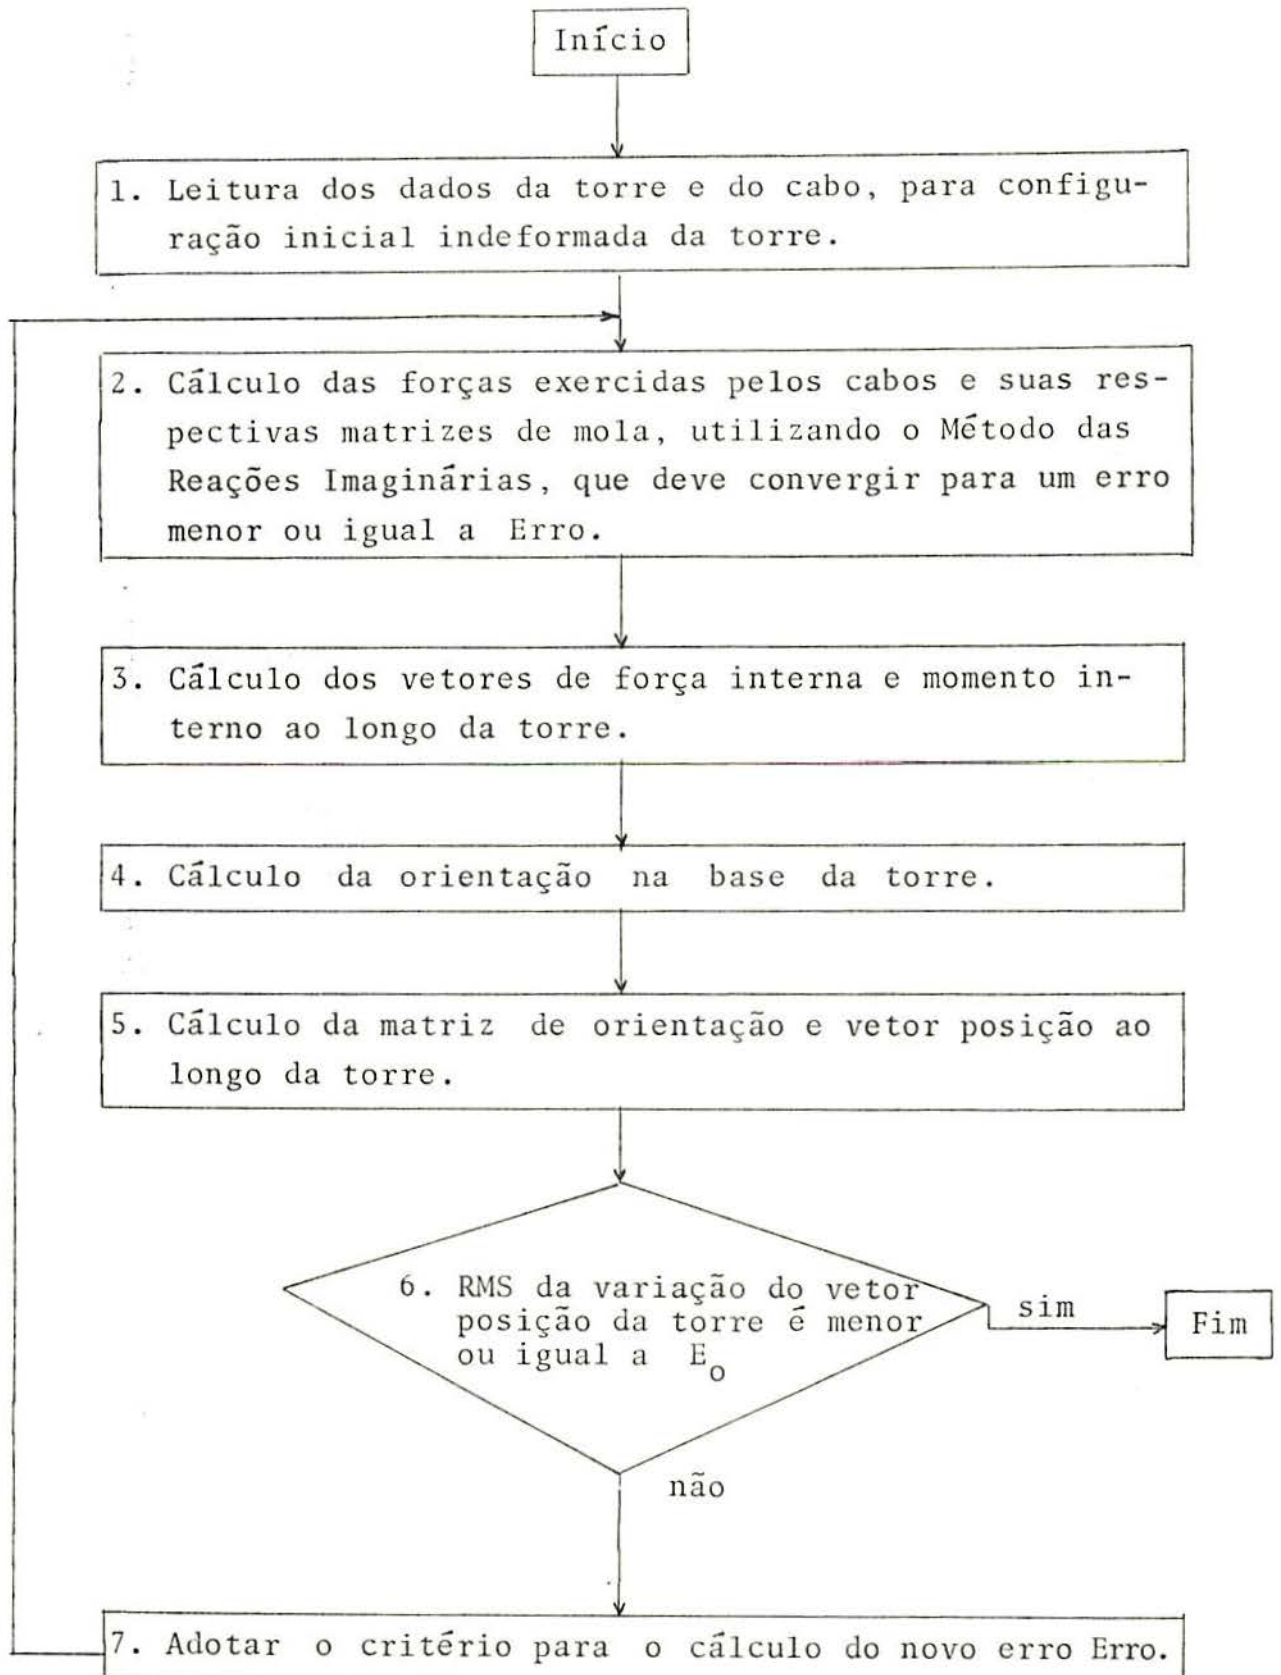 Início
1. Leitura dos dados da torre e do cabo, para configu-
ração inicial indeformada da torre.
2. Cálculo das forças exercidas pelos cabos e suas res-
pectivas matrizes de mola, utilizando o Método das
Reações Imaginárias, que deve convergir para um erro
menor ou igual a Erro.
3. Cálculo dos vetores de força interna e momento in-
terno ao longo da torre.
4. Cálculo da orientação na base da torre.
5. Cálculo da matriz de orientação e vetor posição ao
longo da torre.
6. RMS da variação do vetor
posição da torre é menor
ou igual a E_o
sim
Fim
não
7. Adotar o critério para o cálculo do novo erro Erro.